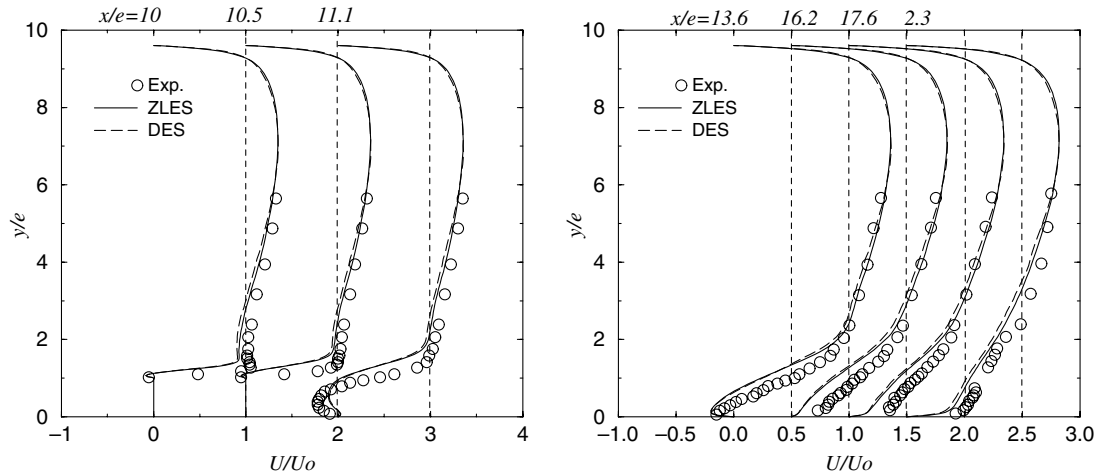 x/e=10 10.5 11.1
10
8
6
4
2
0
y/e
Exp.
ZLES
DES
−1 0 1 2 3 4
U/Uo
x/e=13.6 16.2 17.6 2.3
10
8
6
4
2
0
y/e
Exp.
ZLES
DES
−1.0 −0.5 0.0 0.5 1.0 1.5 2.0 2.5 3.0
U/Uo